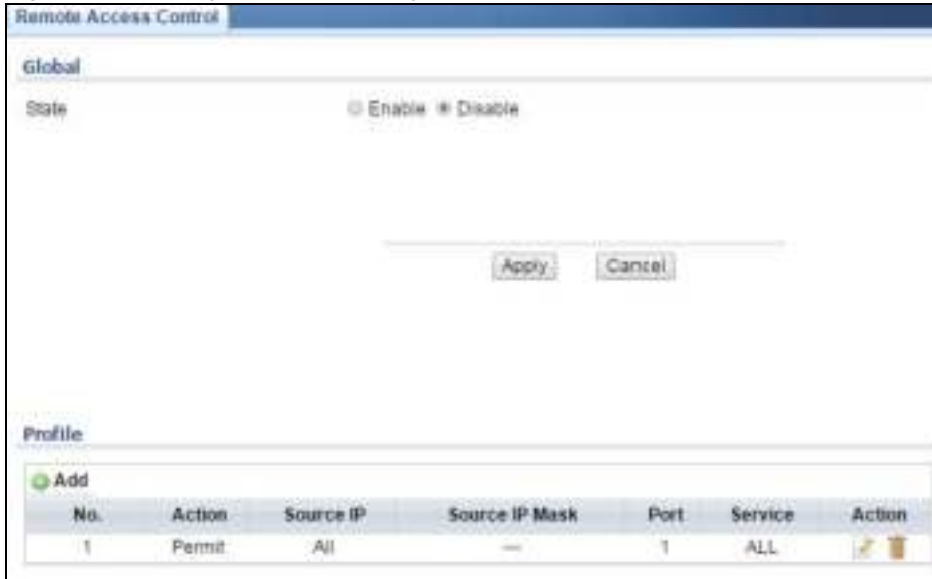 Remote Access Control
Global
State Enable Disable
Apply Cancel
Profile
Add
No. Action Source IP Source IP Mask Port Service Action
1 Permit All --- 1 ALL